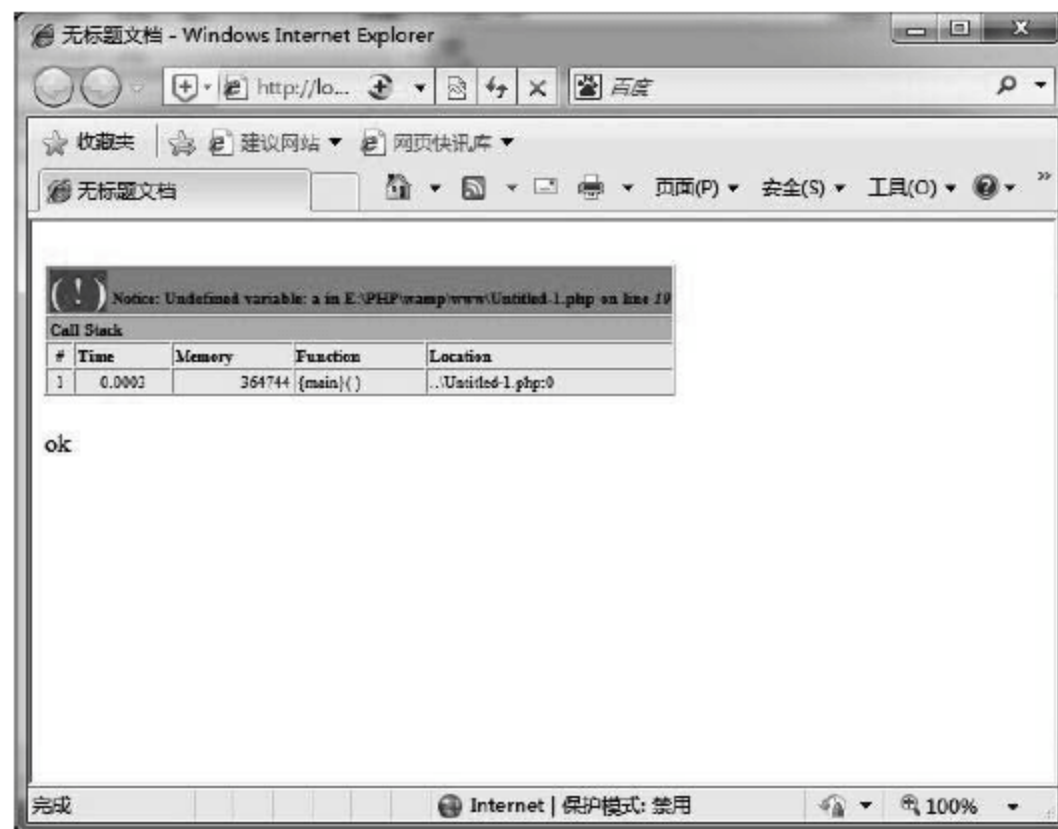 无标题文档 - Windows Internet Explorer
http://lo... 百度
收藏夹 建议网站 网页快讯库
无标题文档 页面(P) 安全(S) 工具(O) »
( ! ) Notice: Undefined variable: a in E:\PHP\wamp\www\Untitled-1.php on line 19
Call Stack
# Time Memory Function Location
1 0.0003 364744 {main}( ) ..\Untitled-1.php:0
ok
完成 Internet | 保护模式: 禁用 100%